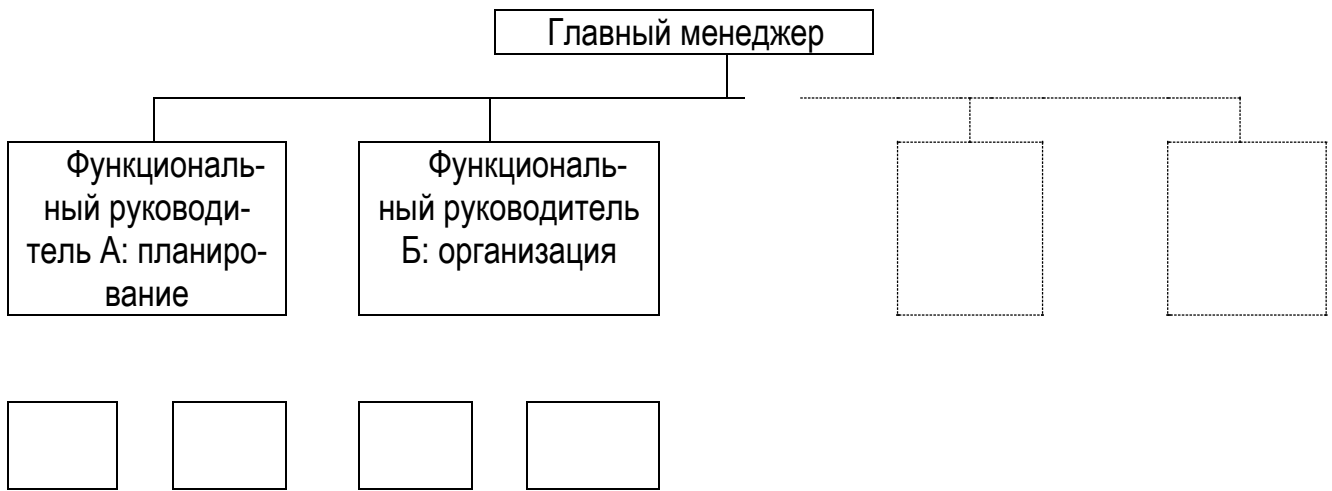 Главный менеджер
Функциональ-
ный руководи-
тель А: планиро-
вание
Функциональ-
ный руководитель
Б: организация